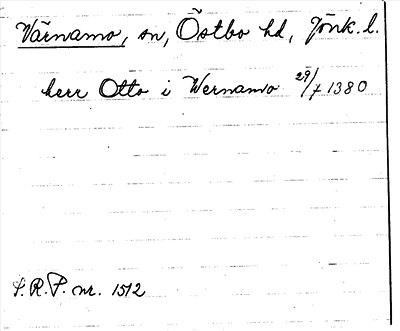 Värnamo, sn, Östbo hd, Jönk. l.
herr Otto i Wernamo 29/7 1380
S.R.P. nr. 1512